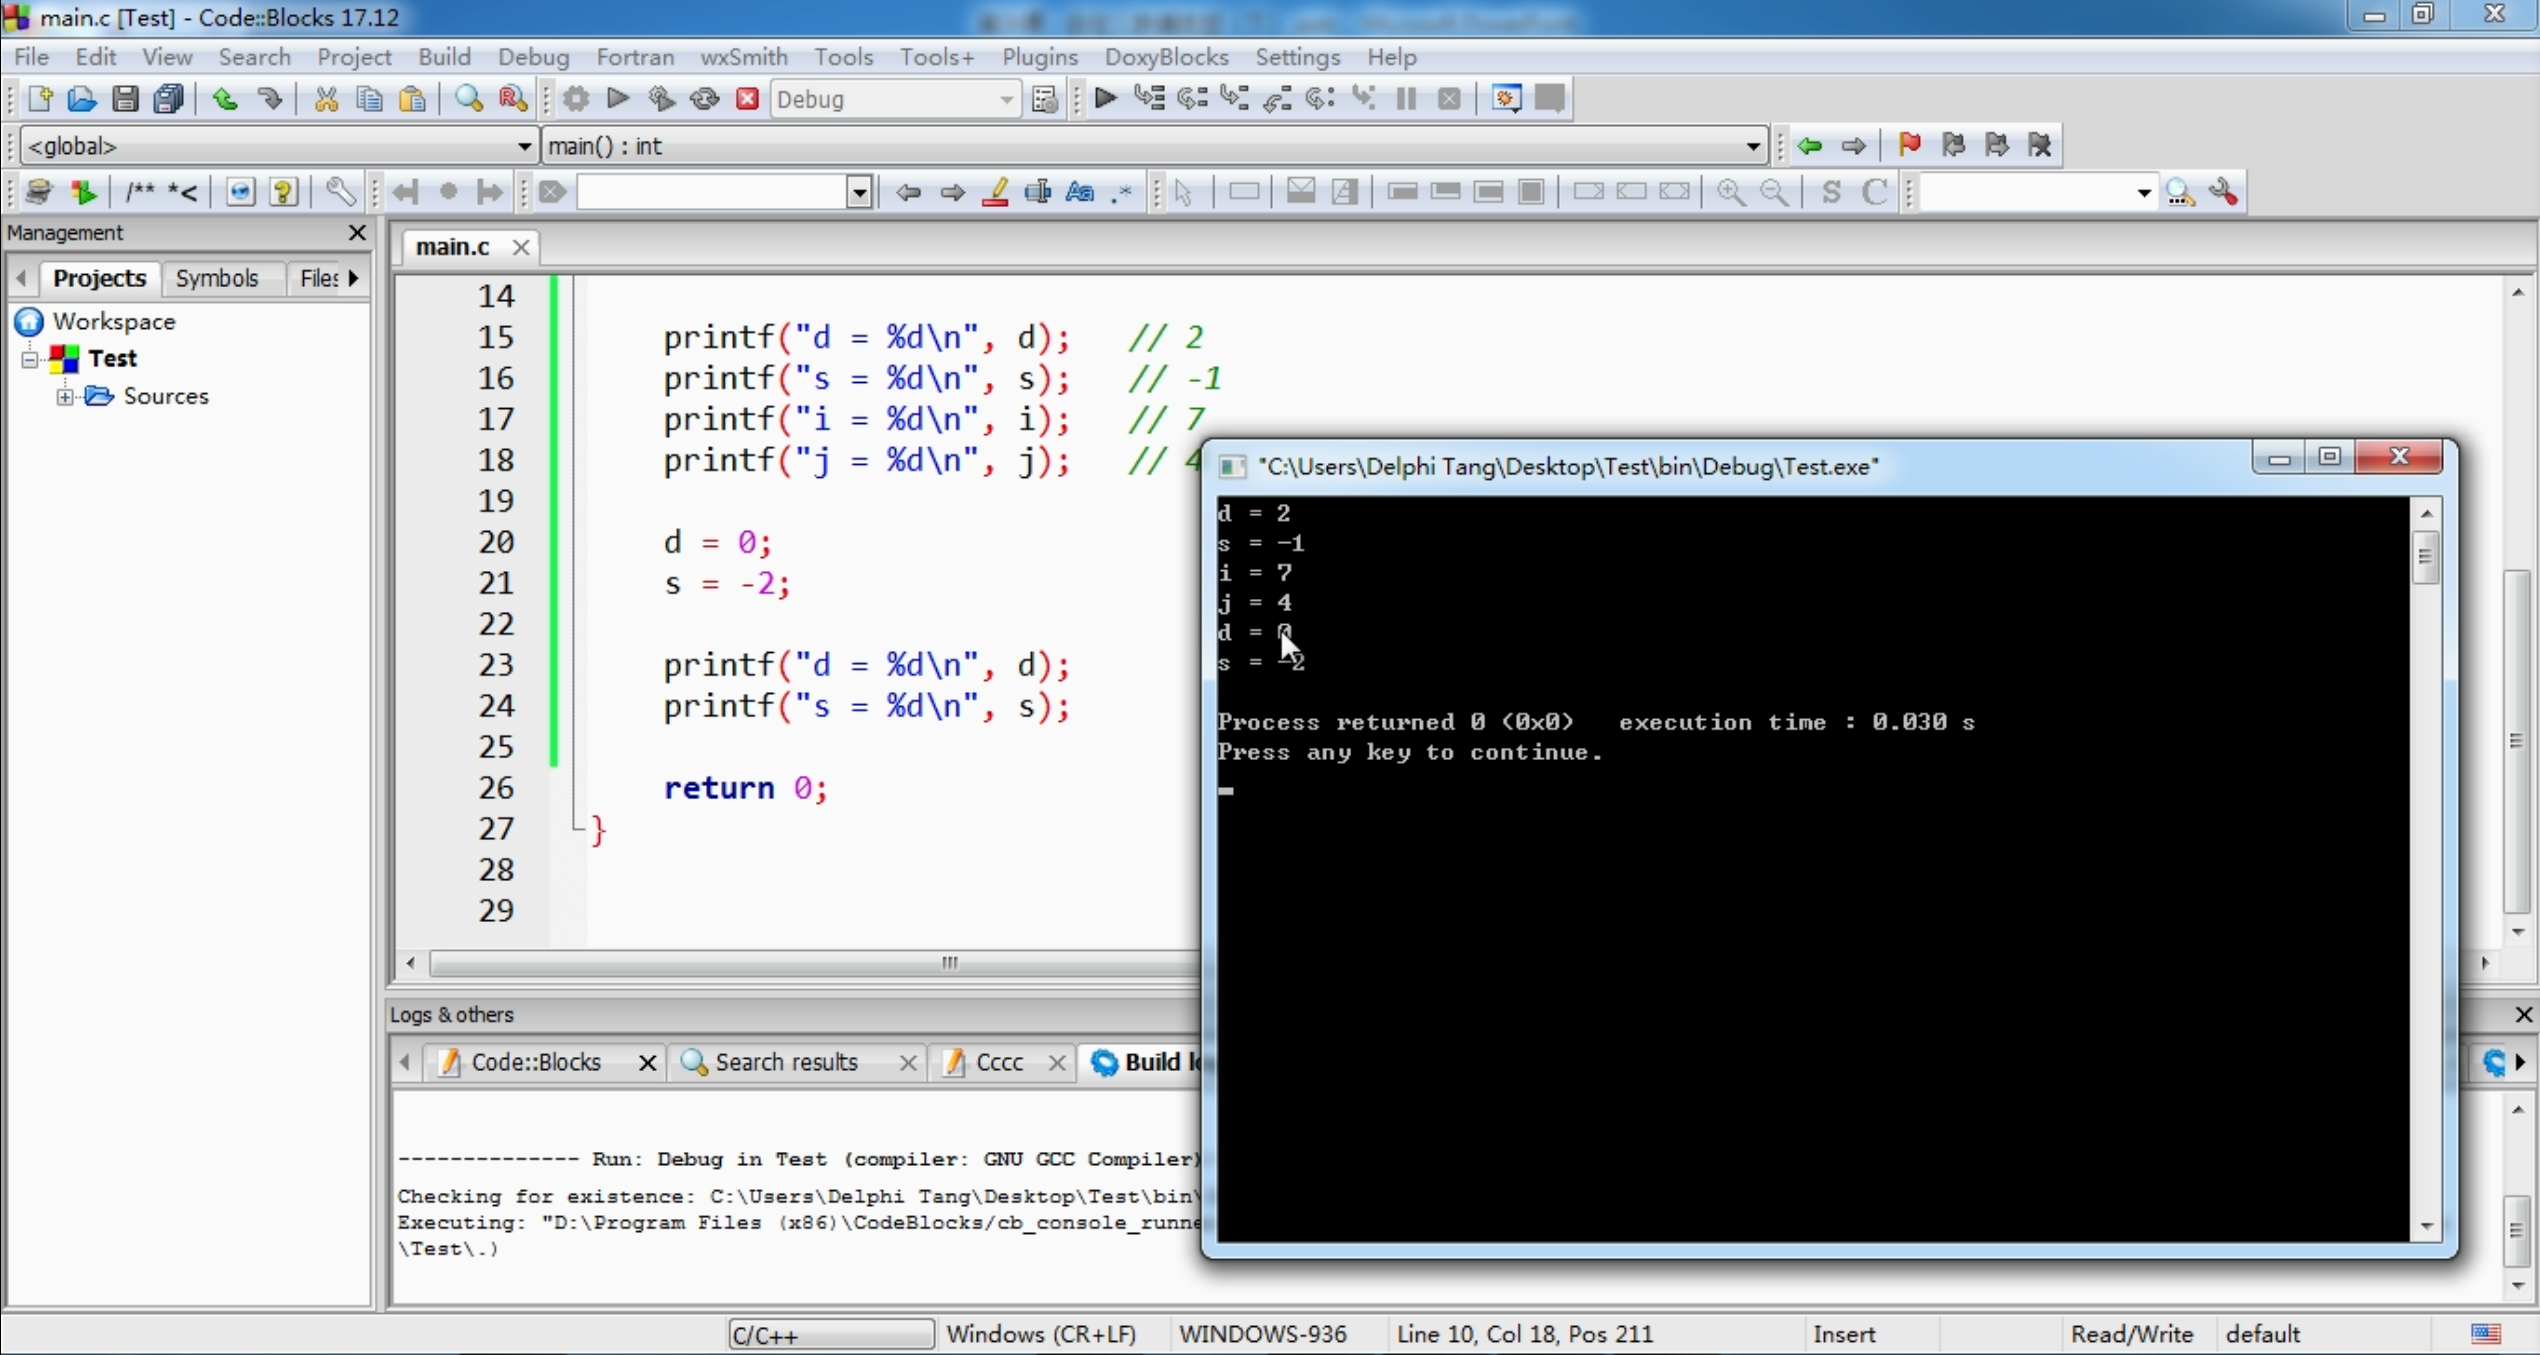 main.c [Test] - Code::Blocks 17.12
File Edit View Search Project Build Debug Fortran wxSmith Tools Tools+ Plugins DoxyBlocks Settings Help
Debug
<global> main() : int
/** *<
Management
main.c
Projects Symbols Files
Workspace
Test
Sources
14
15 printf("d = %d\n", d); // 2
16 printf("s = %d\n", s); // -1
17 printf("i = %d\n", i); // 7
18 printf("j = %d\n", j); // 4
19
20 d = 0;
21 s = -2;
22
23 printf("d = %d\n", d);
24 printf("s = %d\n", s);
25
26 return 0;
27 }
28
29
"C:\Users\Delphi Tang\Desktop\Test\bin\Debug\Test.exe"
d = 2
s = -1
i = 7
j = 4
d = 0
s = -2
Process returned 0 (0x0) execution time : 0.030 s
Press any key to continue.
Logs & others
Code::Blocks Search results Cccc Build
-------------- Run: Debug in Test (compiler: GNU GCC Compiler)
Checking for existence: C:\Users\Delphi Tang\Desktop\Test\bin\
Executing: "D:\Program Files (x86)\CodeBlocks/cb_console_runne
\Test\.)
C/C++ Windows (CR+LF) WINDOWS-936 Line 10, Col 18, Pos 211 Insert Read/Write default